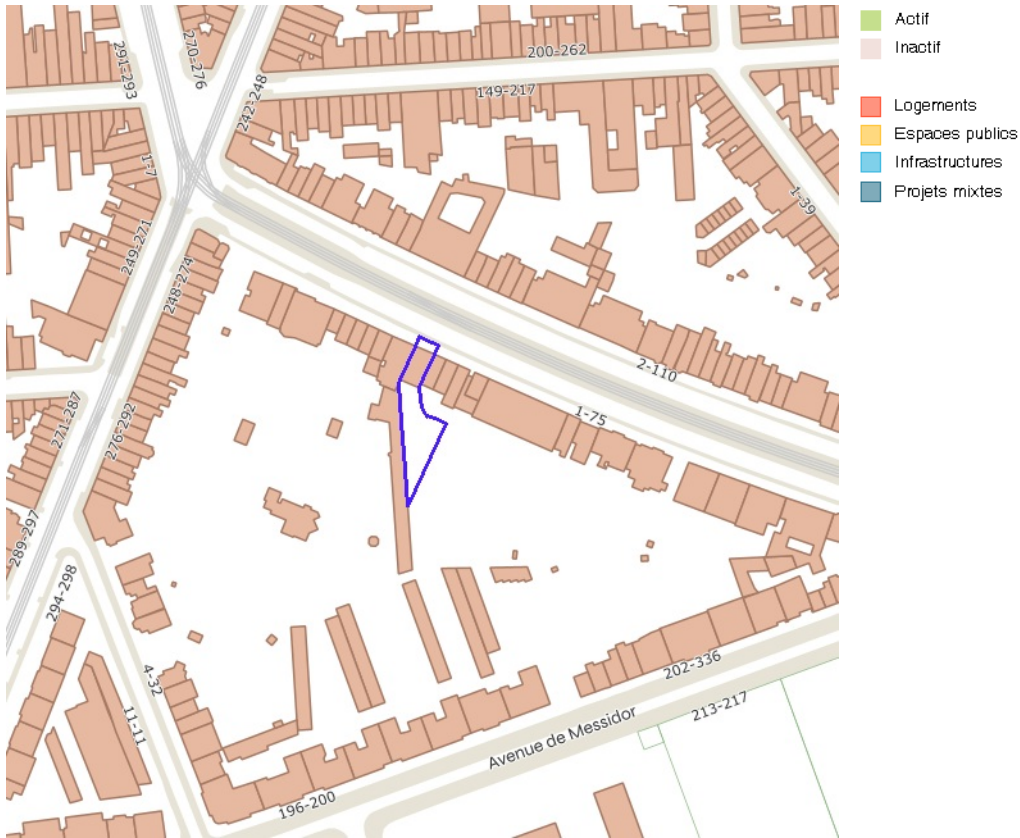 291-293
270-276
200-262
242-248
149-217
1-7
1-39
249-271
248-274
2-110
1-75
271-287
276-292
289-297
294-298
4-32
11-11
202-336
213-217
Avenue de Messidor
196-200
Actif
Inactif
Logements
Espaces publics
Infrastructures
Projets mixtes